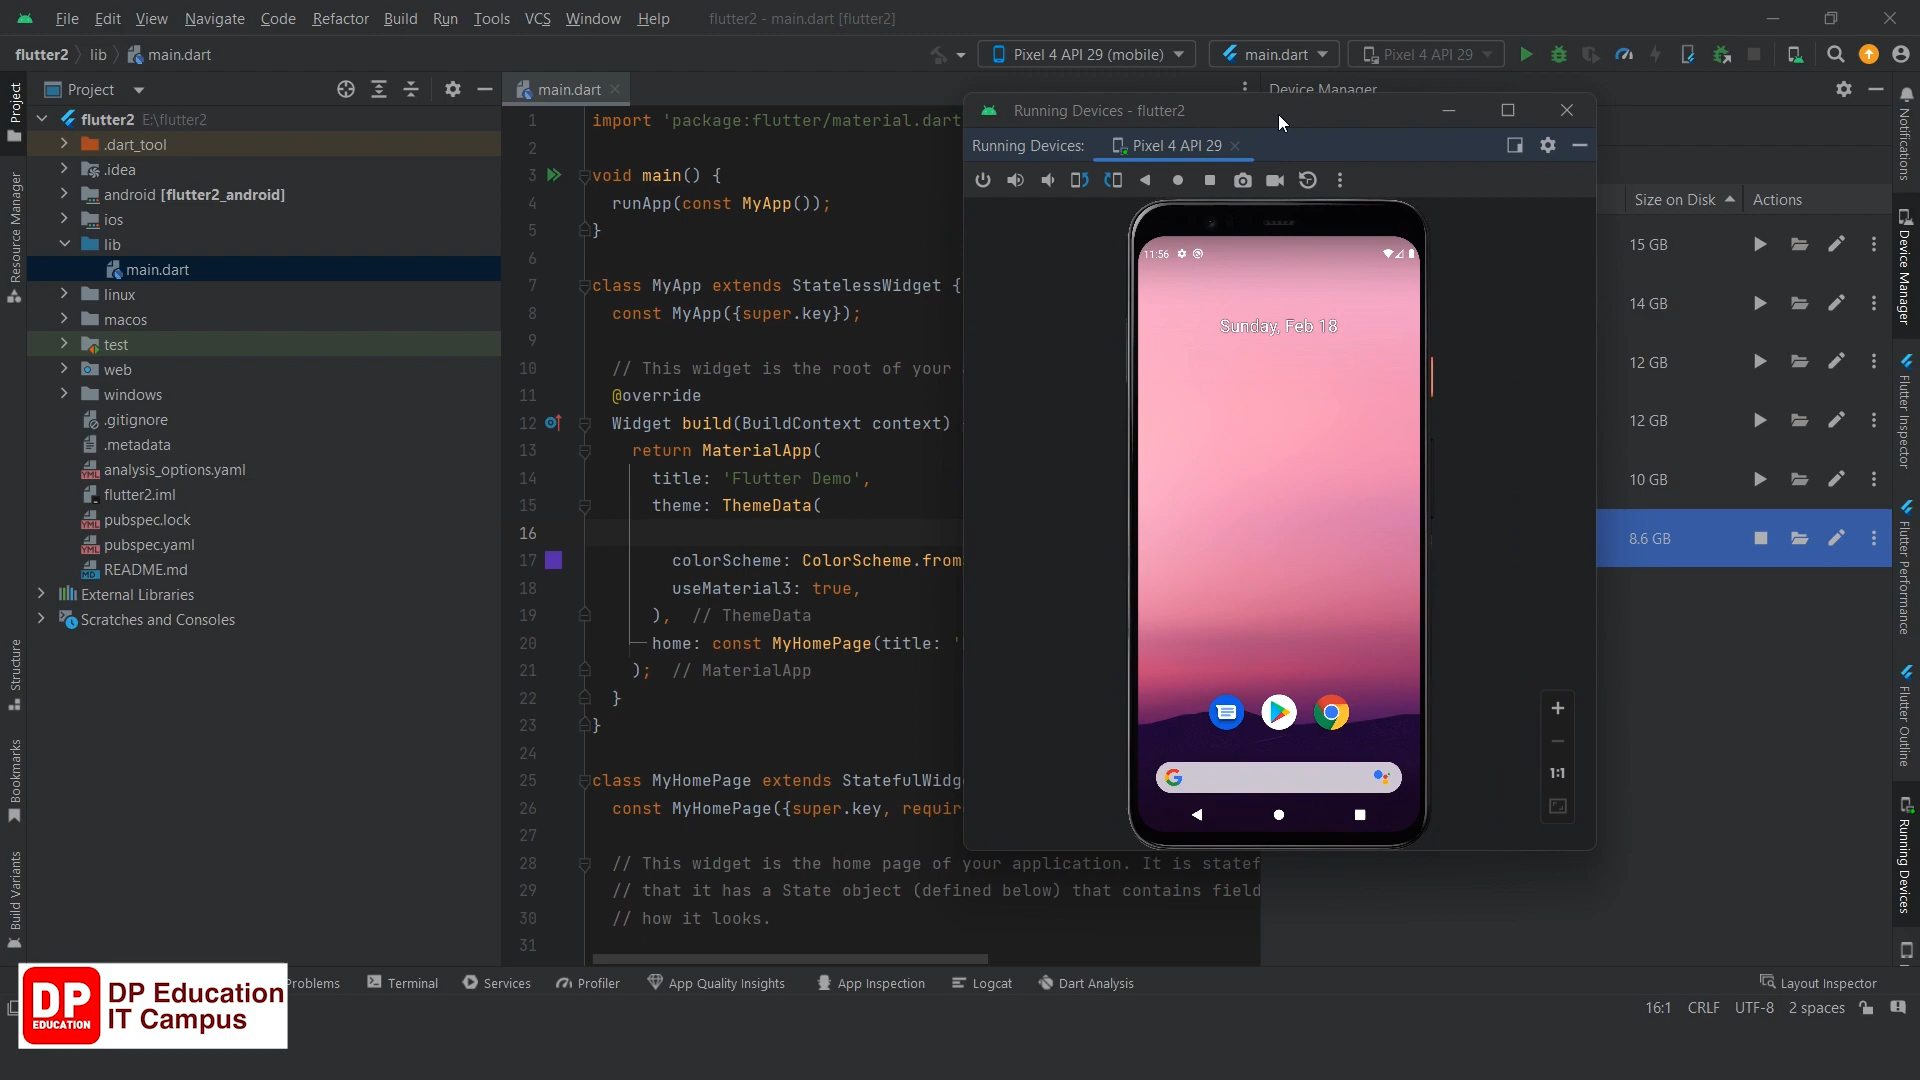 File Edit View Navigate Code Refactor Build Run Tools VCS Window Help flutter2 - main.dart [flutter2]
flutter2 lib main.dart Pixel 4 API 29 (mobile) main.dart Pixel 4 API 29
Project
main.dart
Device Manager
Running Devices - flutter2
Running Devices: Pixel 4 API 29
flutter2 E:\flutter2
.dart_tool
.idea
android [flutter2_android]
ios
lib
main.dart
linux
macos
test
web
windows
.gitignore
.metadata
analysis_options.yaml
flutter2.iml
pubspec.lock
pubspec.yaml
README.md
External Libraries
Scratches and Consoles
1 import 'package:flutter/material.dart
2
3 void main() {
4 runApp(const MyApp());
5 }
6
7 class MyApp extends StatelessWidget {
8 const MyApp({super.key});
9
10 // This widget is the root of your
11 @override
12 Widget build(BuildContext context)
13 return MaterialApp(
14 title: 'Flutter Demo',
15 theme: ThemeData(
16
17 colorScheme: ColorScheme.from
18 useMaterial3: true,
19 ), // ThemeData
20 home: const MyHomePage(title: '
21 ); // MaterialApp
22 }
23 }
24
25 class MyHomePage extends StatefulWidg
26 const MyHomePage({super.key, requir
27
28 // This widget is the home page of your application. It is statef
29 // that it has a State object (defined below) that contains field
30 // how it looks.
31
11:56
Sunday, Feb 18
1:1
Size on Disk Actions
15 GB
14 GB
12 GB
12 GB
10 GB
8.6 GB
Project
Resource Manager
Structure
Bookmarks
Build Variants
Notifications
Device Manager
Flutter Inspector
Flutter Performance
Flutter Outline
Running Devices
Problems Terminal Services Profiler App Quality Insights App Inspection Logcat Dart Analysis Layout Inspector
16:1 CRLF UTF-8 2 spaces
DP
EDUCATION
DP Education
IT Campus